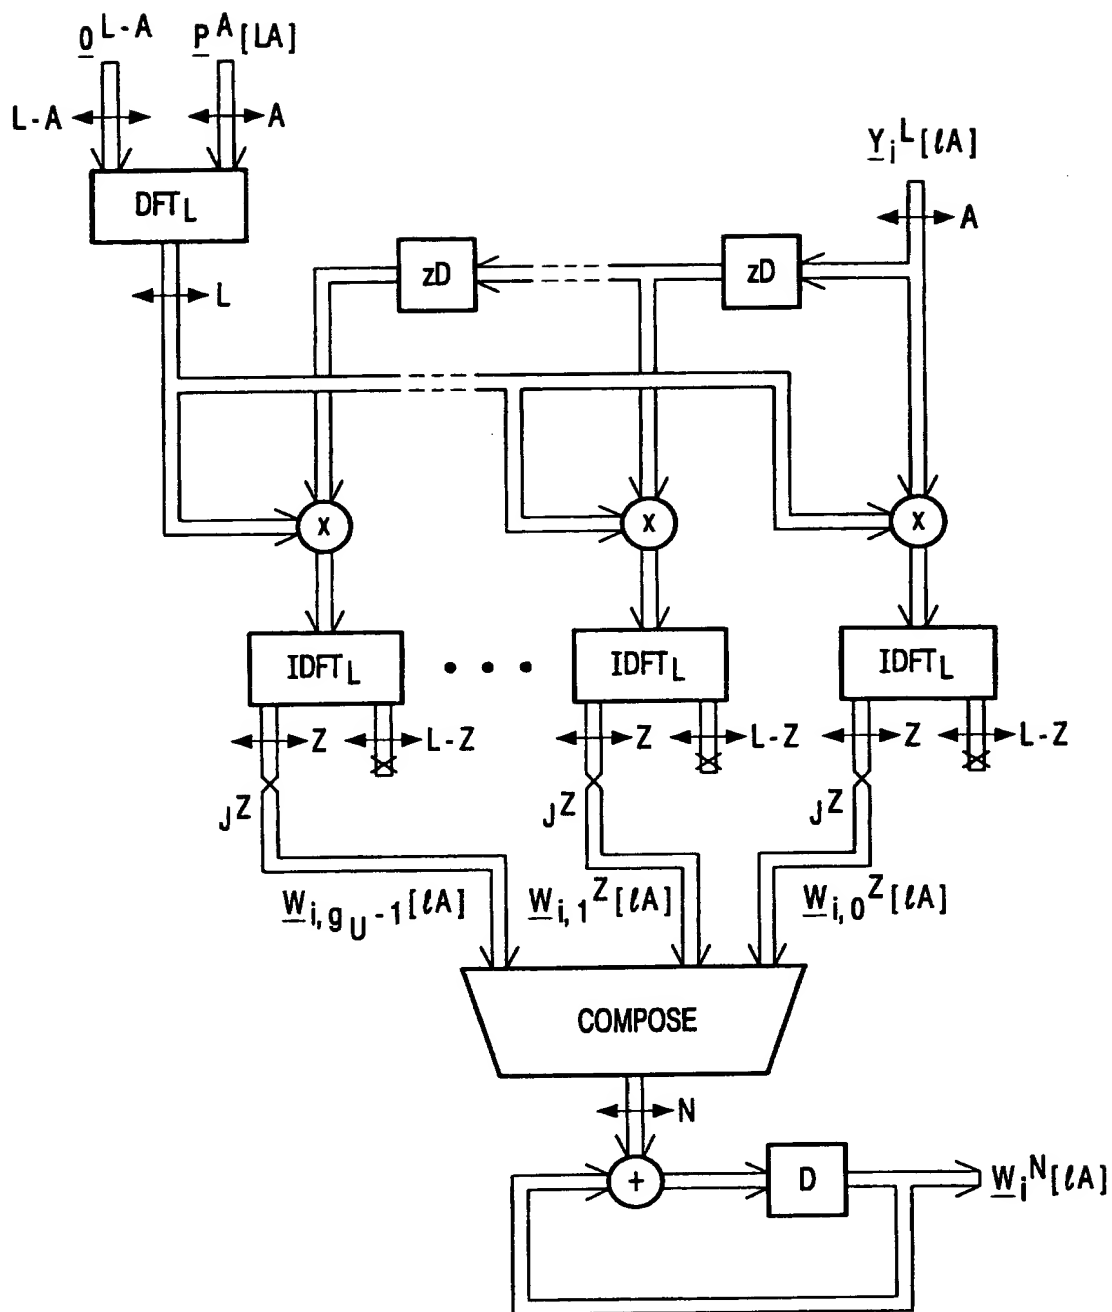 0^L-A P^A[LA]
L-A A
Y_i^L[ℓA]
DFT_L
A
zD zD
L
X X X
IDFT_L • • • IDFT_L IDFT_L
Z L-Z Z L-Z Z L-Z
J^Z J^Z J^Z
W_i,g_U-1[ℓA] W_i,1^Z[ℓA] W_i,0^Z[ℓA]
COMPOSE
N
+ D W_i^N[ℓA]